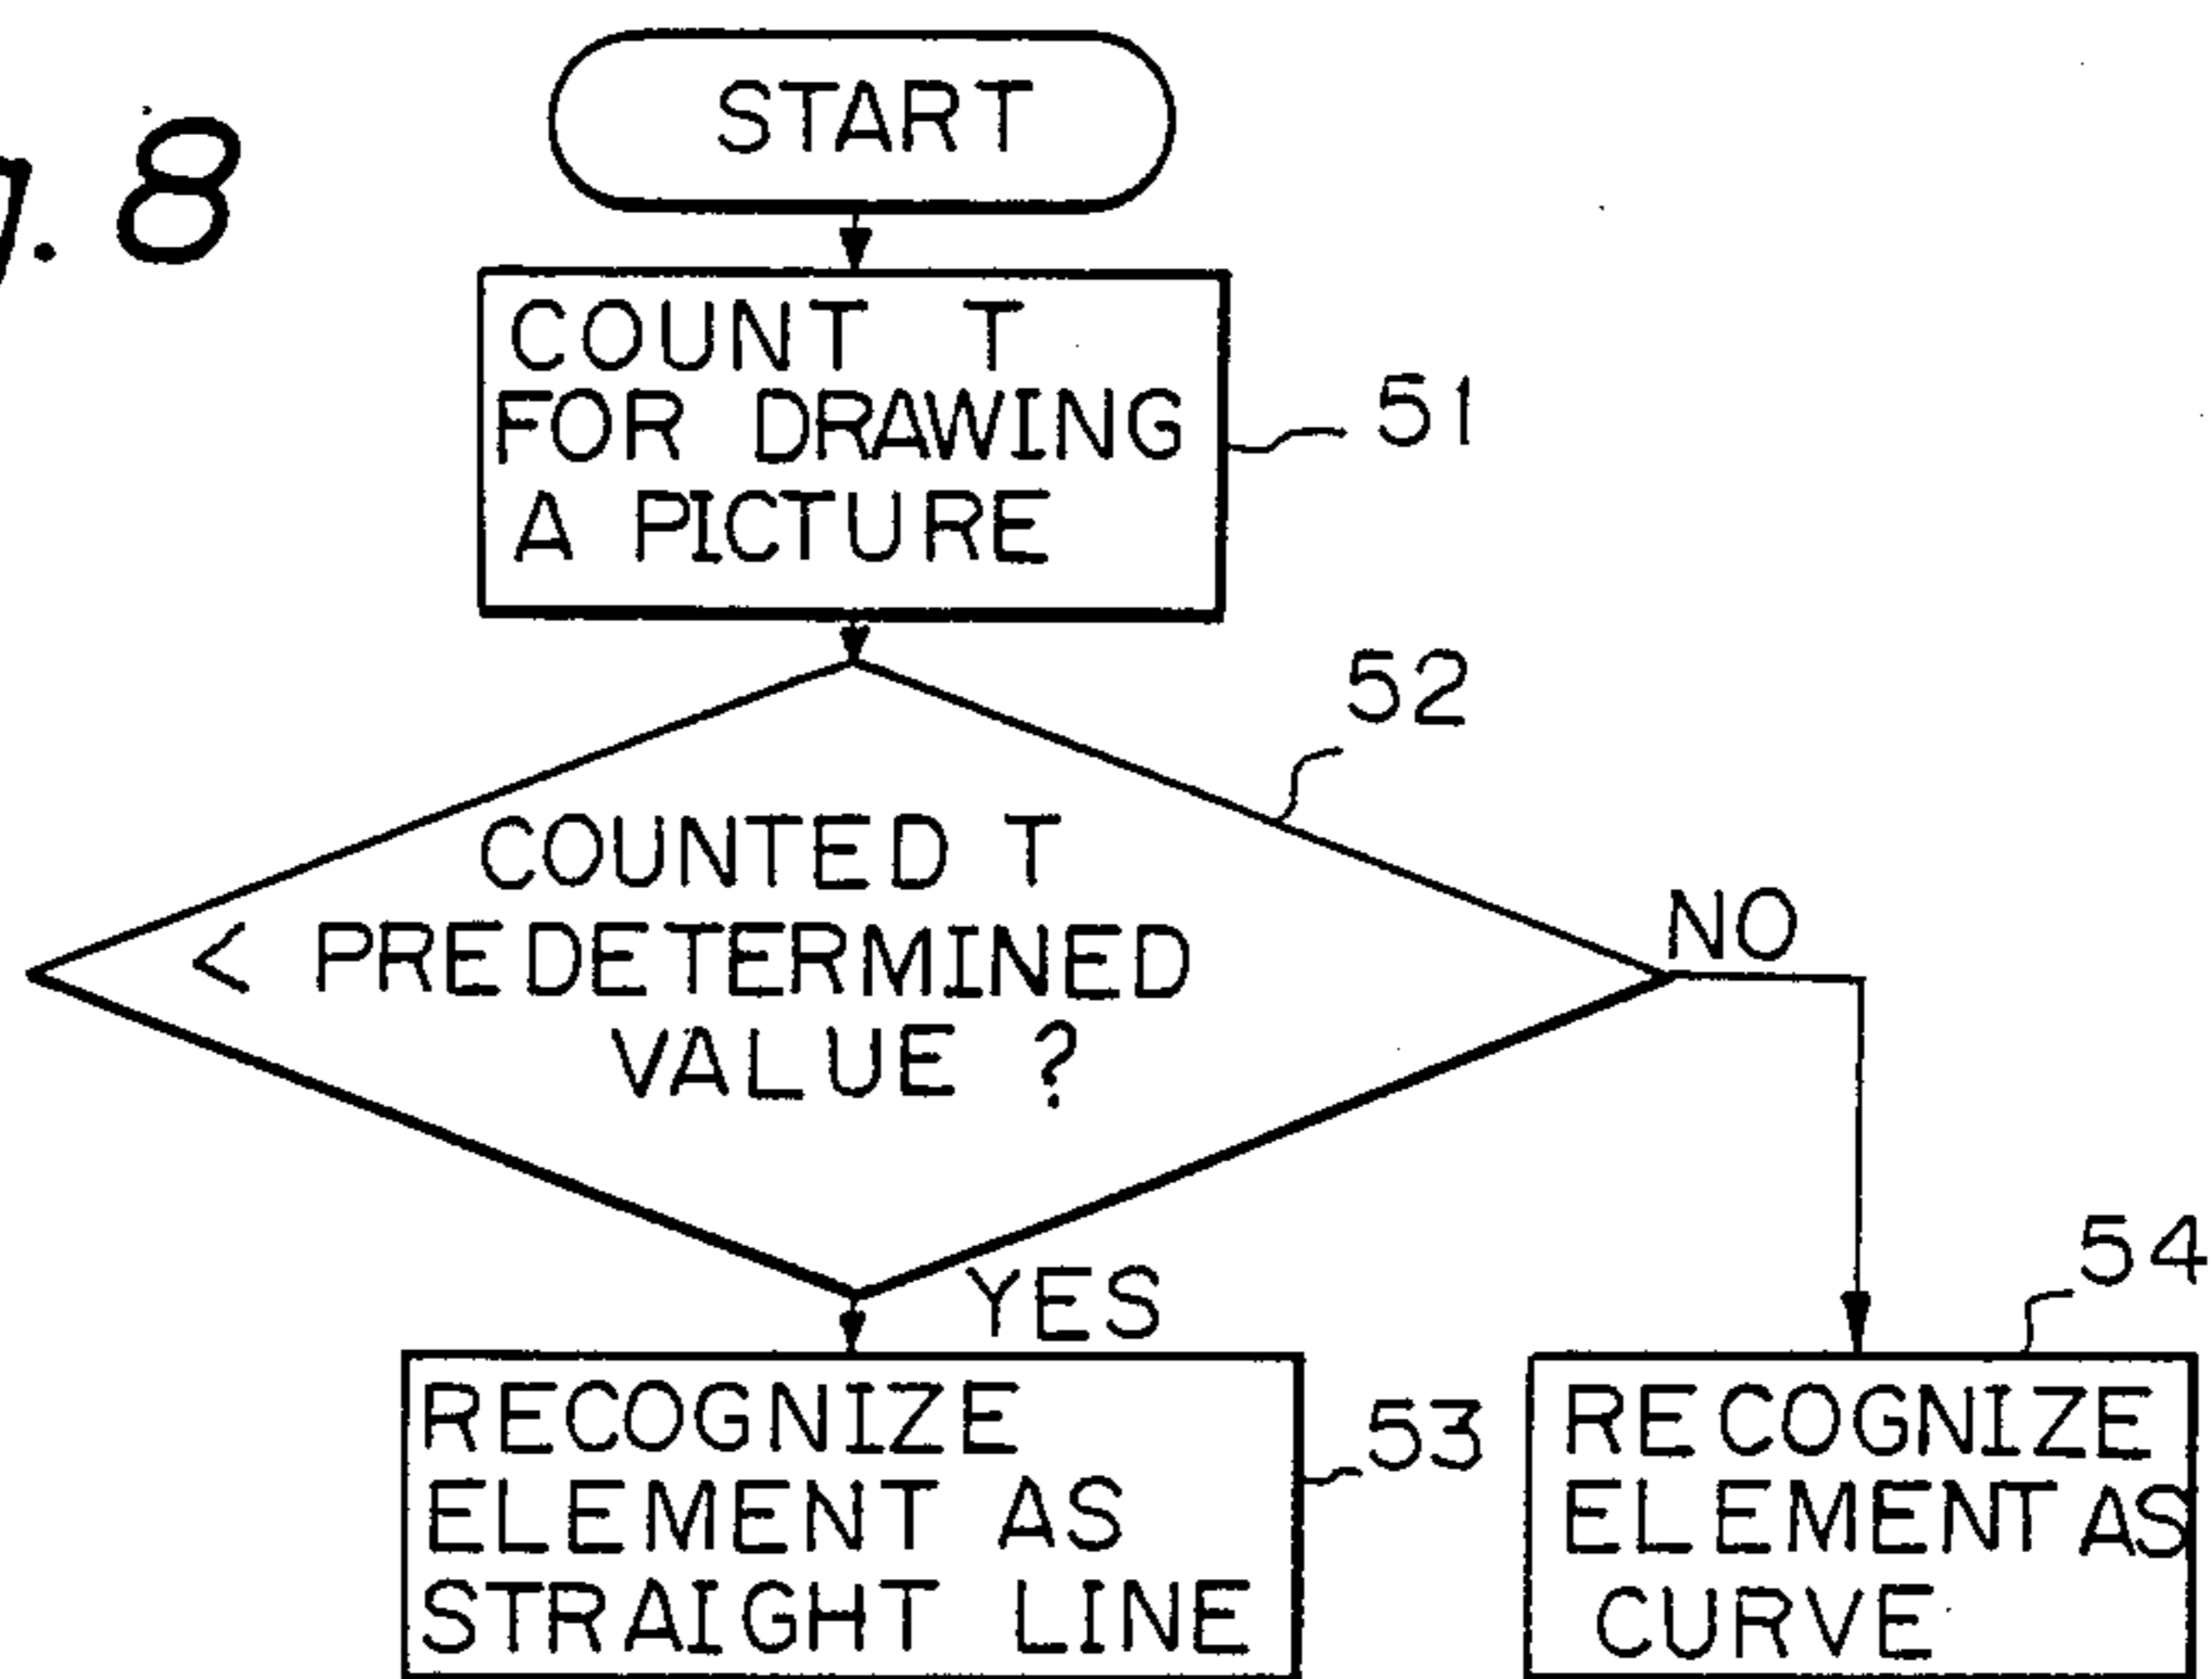 . 8
START
COUNT T
FOR DRAWING
A PICTURE
51
52
COUNTED T
< PREDETERMINED
VALUE ?
NO
YES
54
RECOGNIZE
ELEMENT AS
STRAIGHT LINE
53
RECOGNIZE
ELEMENT AS
CURVE